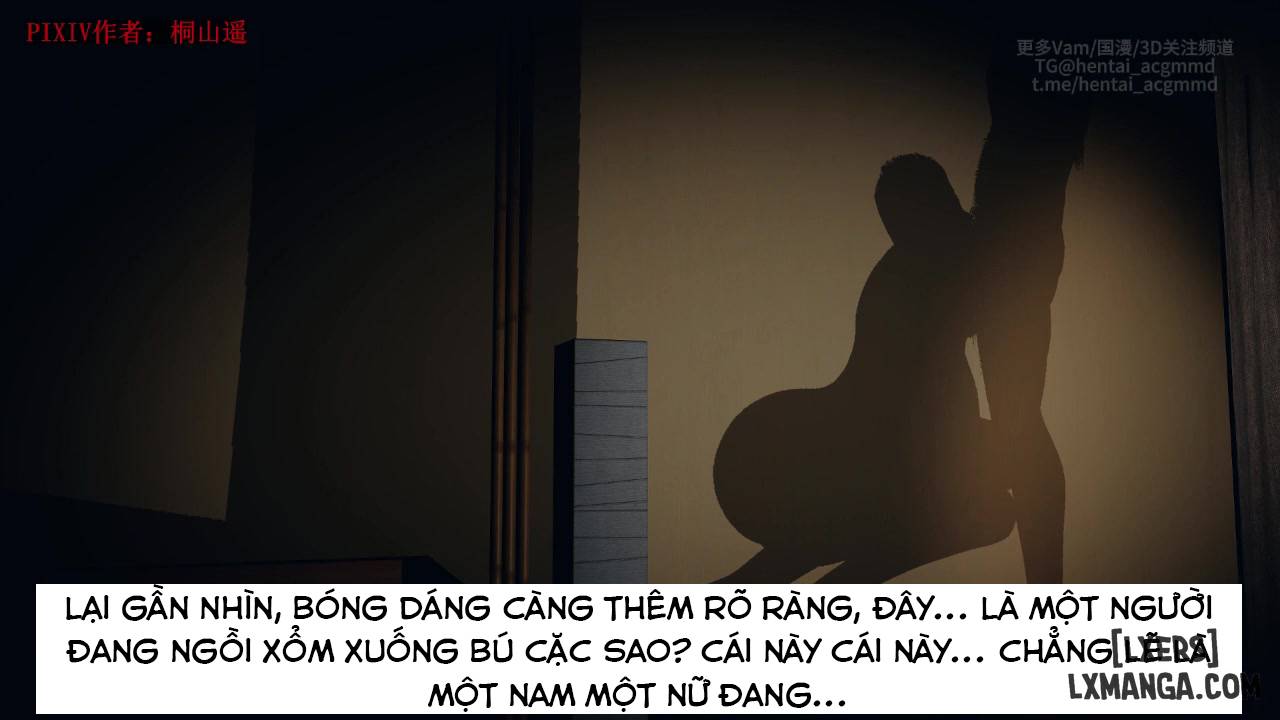 PIXIV作者：桐山遥
更多Vam/国漫/3D关注频道
TG@hentai_acgmmd
t.me/hentai_acgmmd
LẠI GẦN NHÌN, BÓNG DÁNG CÀNG THÊM RÕ RÀNG, ĐÂY... LÀ MỘT NGƯỜI
ĐANG NGỒI XỔM XUỐNG BÚ CẶC SAO? CÁI NÀY CÁI NÀY... CHẲNG LẼ LÀ
MỘT NAM MỘT NỮ ĐANG...
[LXERS]
LXMANGA.COM